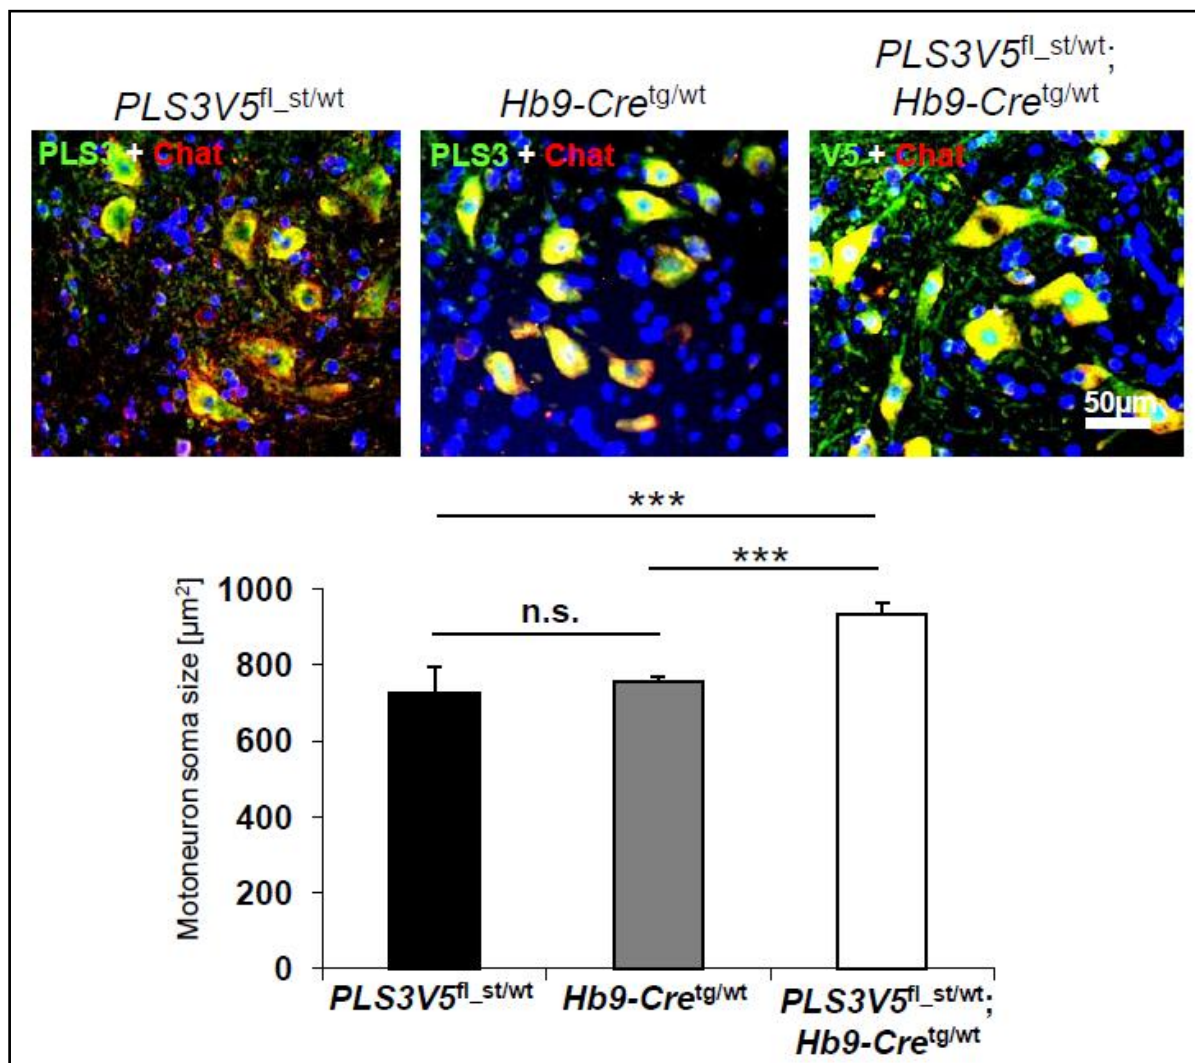 PLS3V5fl_st/wt
Hb9-Cretg/wt
PLS3V5fl_st/wt;
Hb9-Cretg/wt
PLS3 + Chat
PLS3 + Chat
V5 + Chat
50µm
***
***
n.s.
Motoneuron soma size [µm²]
1000
800
600
400
200
0
PLS3V5fl_st/wt
Hb9-Cretg/wt
PLS3V5fl_st/wt;
Hb9-Cretg/wt